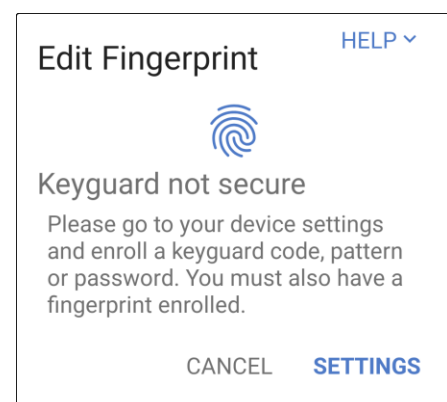 HELP
Edit Fingerprint
Keyguard not secure
Please go to your device settings
and enroll a keyguard code, pattern
or password. You must also have a
fingerprint enrolled.
CANCEL SETTINGS